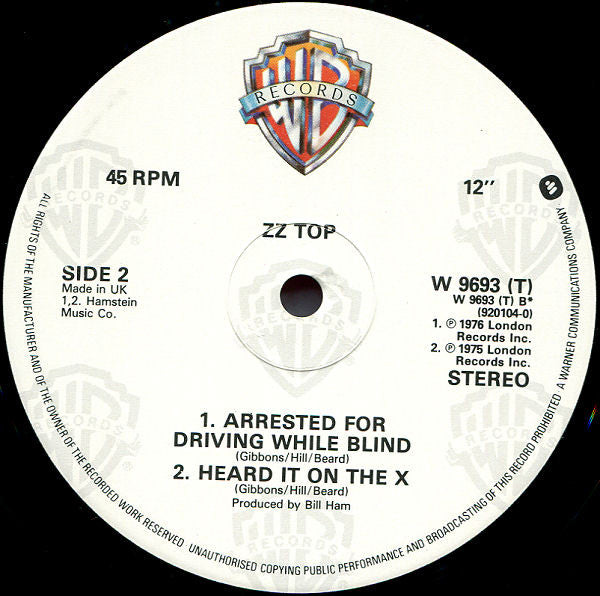 WB
RECORDS
45 RPM
12"
ZZ TOP
SIDE 2
Made in UK
1,2. Hamstein
Music Co.
W 9693 (T)
W 9693 (T) B*
(920104-0)
1. ℗ 1976 London
Records Inc.
2. ℗ 1975 London
Records Inc.
STEREO
1. ARRESTED FOR
DRIVING WHILE BLIND
(Gibbons/Hill/Beard)
2. HEARD IT ON THE X
(Gibbons/Hill/Beard)
Produced by Bill Ham
ALL RIGHTS OF THE MANUFACTURER AND OF THE OWNER OF THE RECORDED WORK RESERVED. UNAUTHORISED COPYING PUBLIC PERFORMANCE AND BROADCASTING OF THIS RECORD PROHIBITED. A WARNER COMMUNICATIONS COMPANY